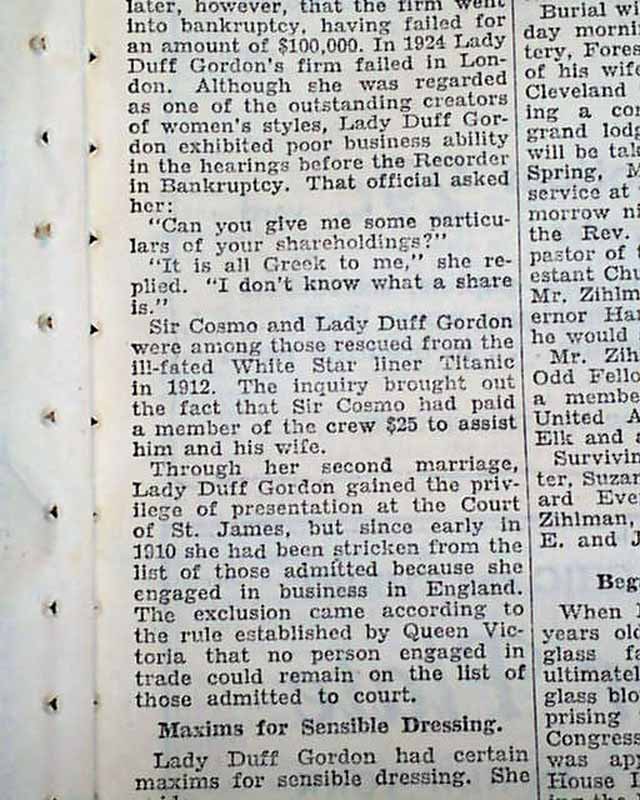 later, however, that the firm went
into bankruptcy, having failed for
an amount of $100,000. In 1924 Lady
Duff Gordon's firm failed in Lon-
don. Although she was regarded
as one of the outstanding creators
of women's styles, Lady Duff Gor-
don exhibited poor business ability
in the hearings before the Recorder
in Bankruptcy. That official asked
her:
"Can you give me some particu-
lars of your shareholdings?"
"It is all Greek to me," she re-
plied. "I don't know what a share
is."
Sir Cosmo and Lady Duff Gordon
were among those rescued from the
ill-fated White Star liner Titanic
in 1912. The inquiry brought out
the fact that Sir Cosmo had paid
a member of the crew $25 to assist
him and his wife.
Through her second marriage,
Lady Duff Gordon gained the priv-
ilege of presentation at the Court
of St. James, but since early in
1910 she had been stricken from the
list of those admitted because she
engaged in business in England.
The exclusion came according to
the rule established by Queen Vic-
toria that no person engaged in
trade could remain on the list of
those admitted to court.
Maxims for Sensible Dressing.
Lady Duff Gordon had certain
maxims for sensible dressing. She
Burial wi
day morni
tery, Fores
of his wife
Cleveland
ing a co
grand lodg
will be tak
Spring, M
service at
morrow ni
the Rev.
pastor of t
estant Chu
Mr. Zihlm
ernor Har
he would
Mr. Zih
Odd Fello
a membe
United A
Elk and a
Survivin
ter, Suzan
ard Eve
Zihlman,
E. and J
Beg
When
years old
glass fa
ultimatel
glass blo
prising
Congress
was app
House